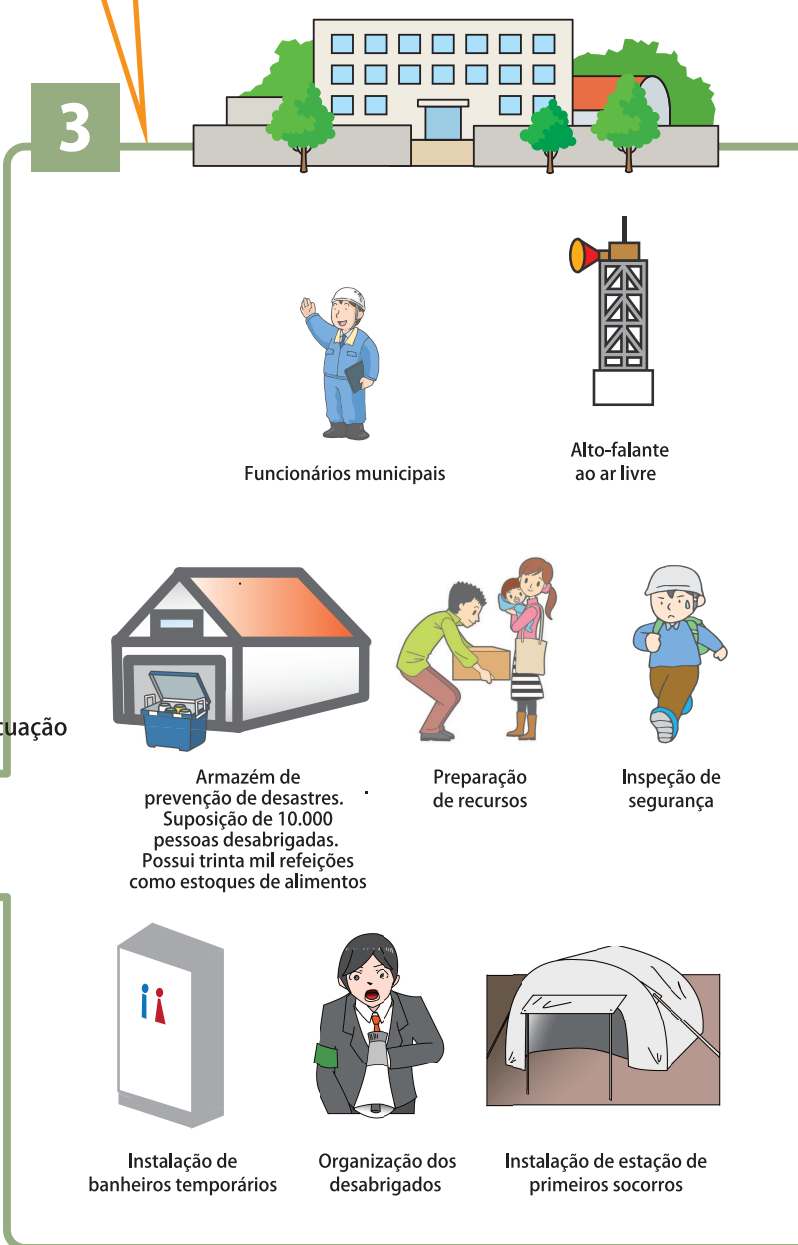 3
Funcionários municipais
Alto-falante
ao ar livre
cuação
Armazém de
prevenção de desastres.
Suposição de 10.000
pessoas desabrigadas.
Possui trinta mil refeições
como estoques de alimentos
Preparação
de recursos
Inspeção de
segurança
Instalação de
banheiros temporários
Organização dos
desabrigados
Instalação de estação de
primeiros socorros